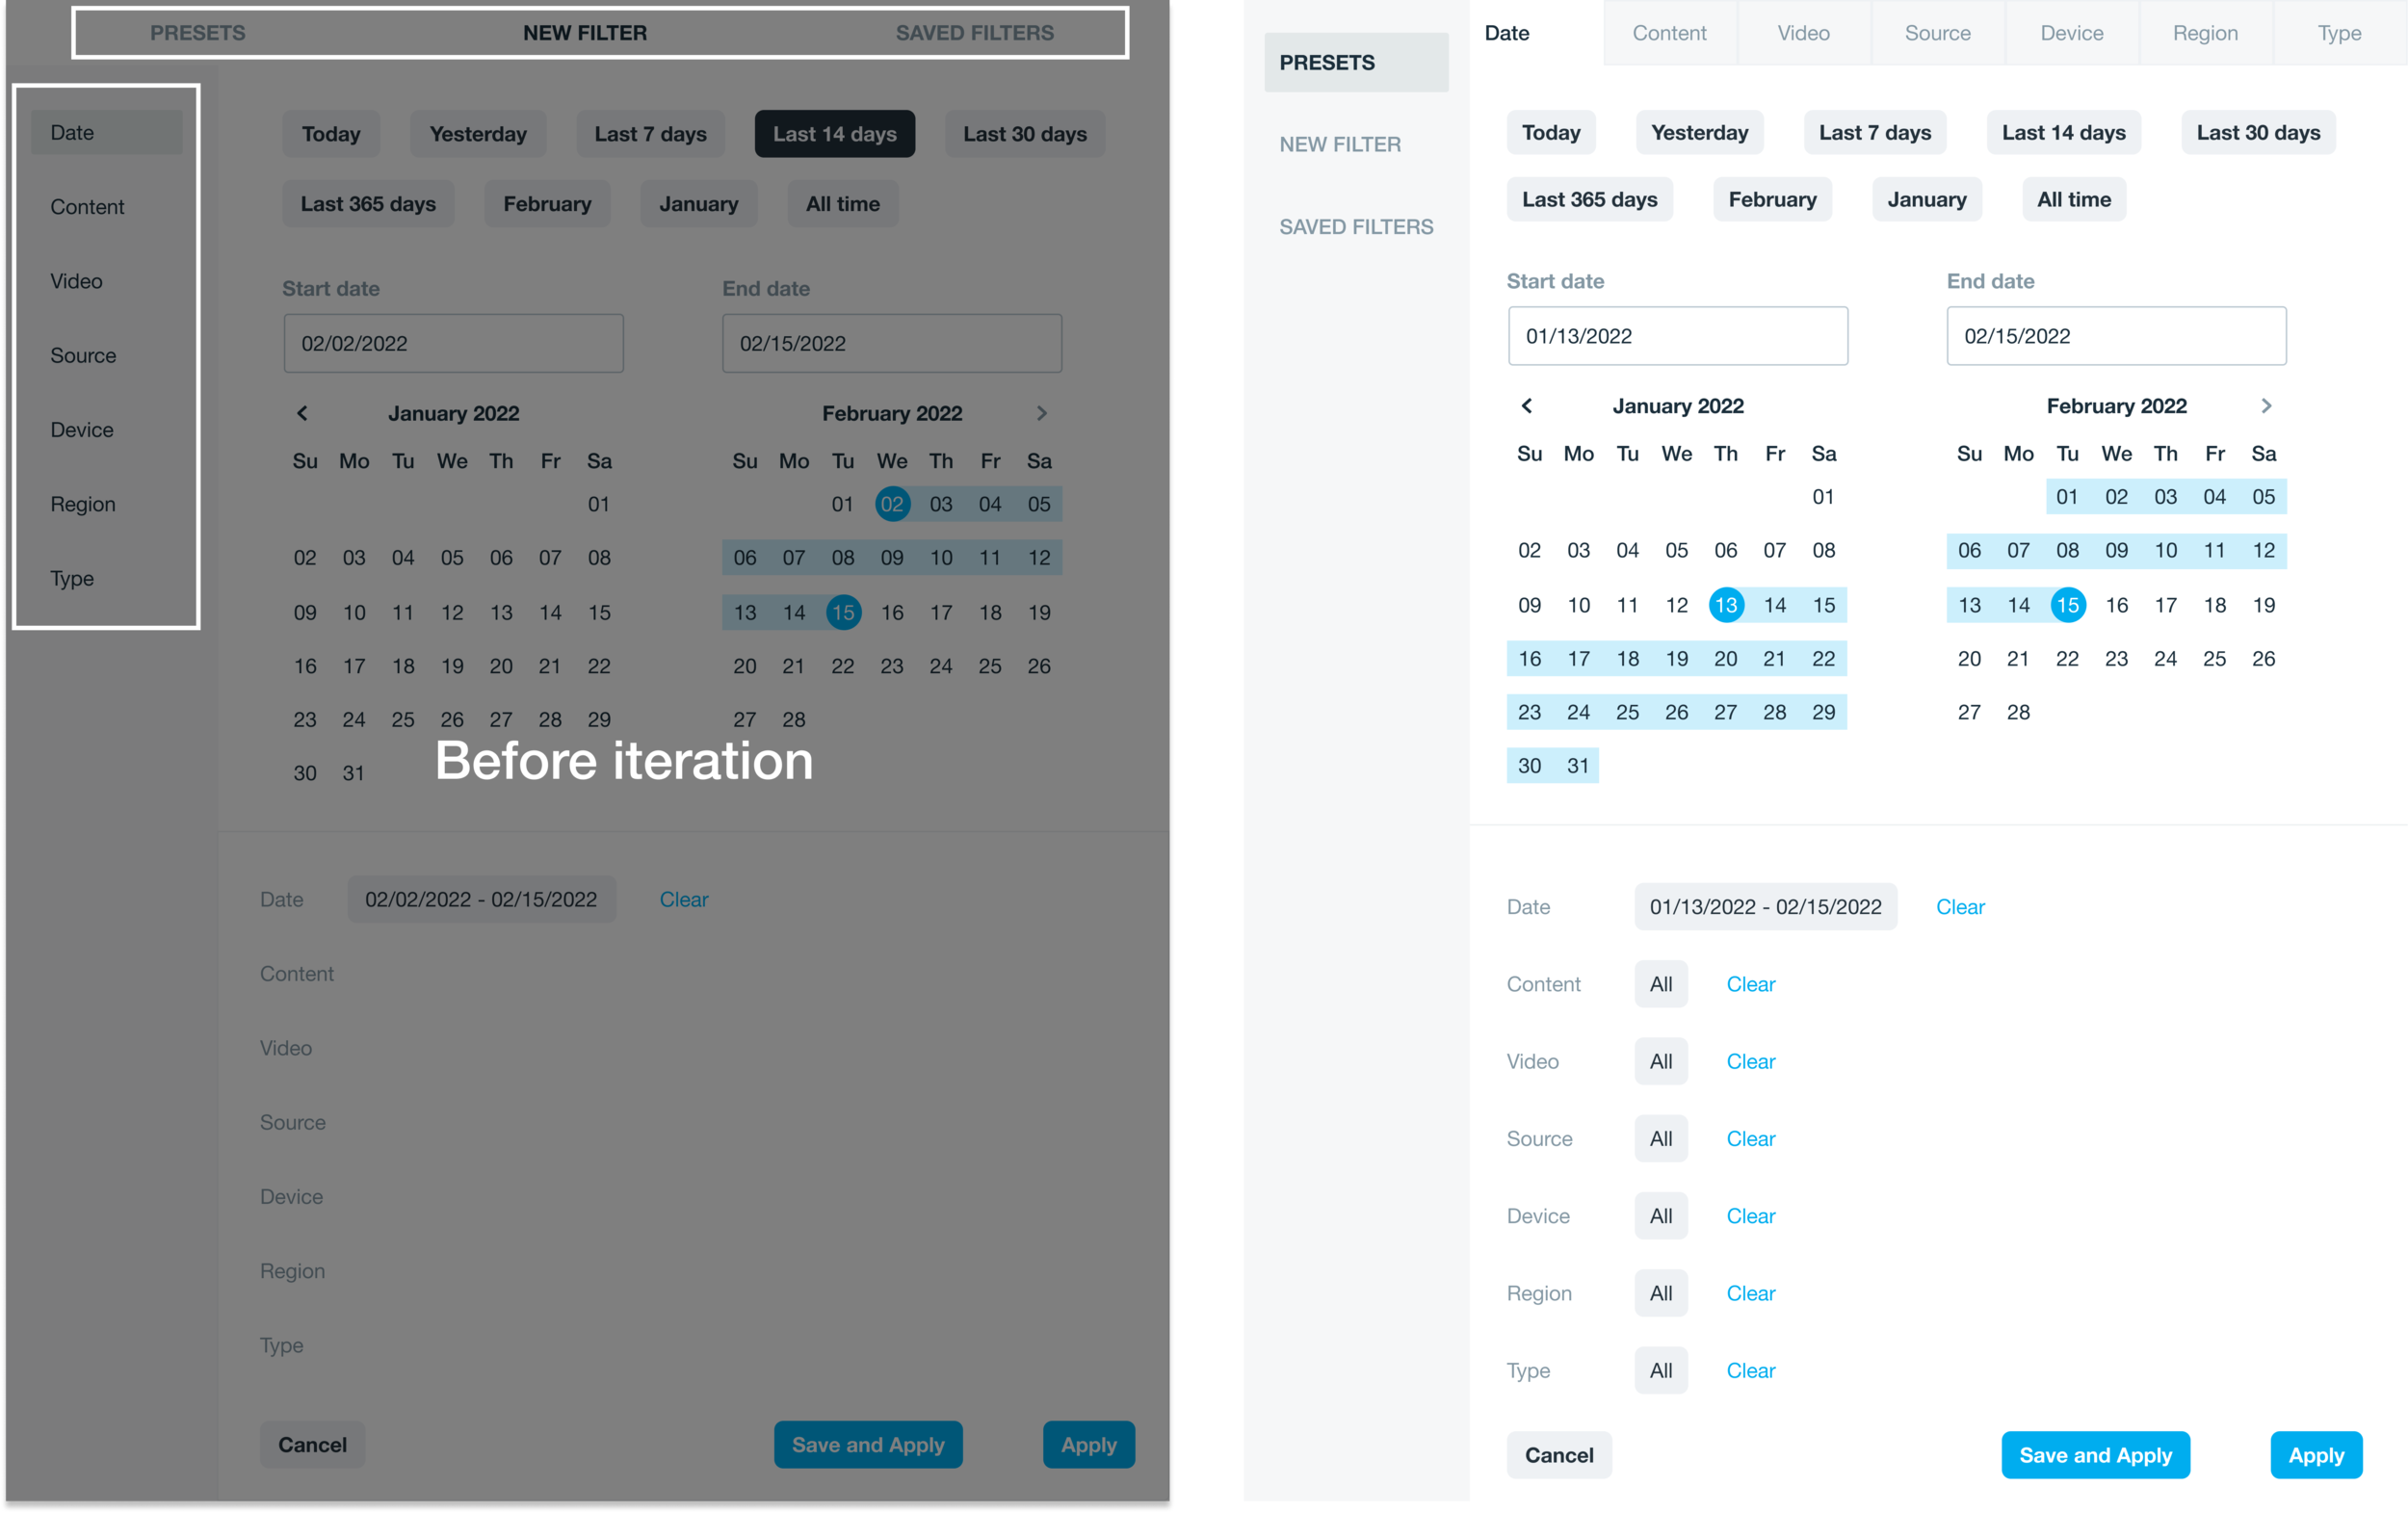 PRESETS NEW FILTER SAVED FILTERS
Date
Content
Video
Source
Device
Region
Type
Today Yesterday Last 7 days Last 14 days Last 30 days
Last 365 days February January All time
Start date End date
02/02/2022 02/15/2022
< January 2022 February 2022 >
Su Mo Tu We Th Fr Sa Su Mo Tu We Th Fr Sa
01 01 02 03 04 05
02 03 04 05 06 07 08 06 07 08 09 10 11 12
09 10 11 12 13 14 15 13 14 15 16 17 18 19
16 17 18 19 20 21 22 20 21 22 23 24 25 26
23 24 25 26 27 28 29 27 28
30 31
Before iteration
Date 02/02/2022 - 02/15/2022 Clear
Content
Video
Source
Device
Region
Type
Cancel Save and Apply Apply
PRESETS
NEW FILTER
SAVED FILTERS
Date Content Video Source Device Region Type
Today Yesterday Last 7 days Last 14 days Last 30 days
Last 365 days February January All time
Start date End date
01/13/2022 02/15/2022
< January 2022 February 2022 >
Su Mo Tu We Th Fr Sa Su Mo Tu We Th Fr Sa
01 01 02 03 04 05
02 03 04 05 06 07 08 06 07 08 09 10 11 12
09 10 11 12 13 14 15 13 14 15 16 17 18 19
16 17 18 19 20 21 22 20 21 22 23 24 25 26
23 24 25 26 27 28 29 27 28
30 31
Date 01/13/2022 - 02/15/2022 Clear
Content All Clear
Video All Clear
Source All Clear
Device All Clear
Region All Clear
Type All Clear
Cancel Save and Apply Apply